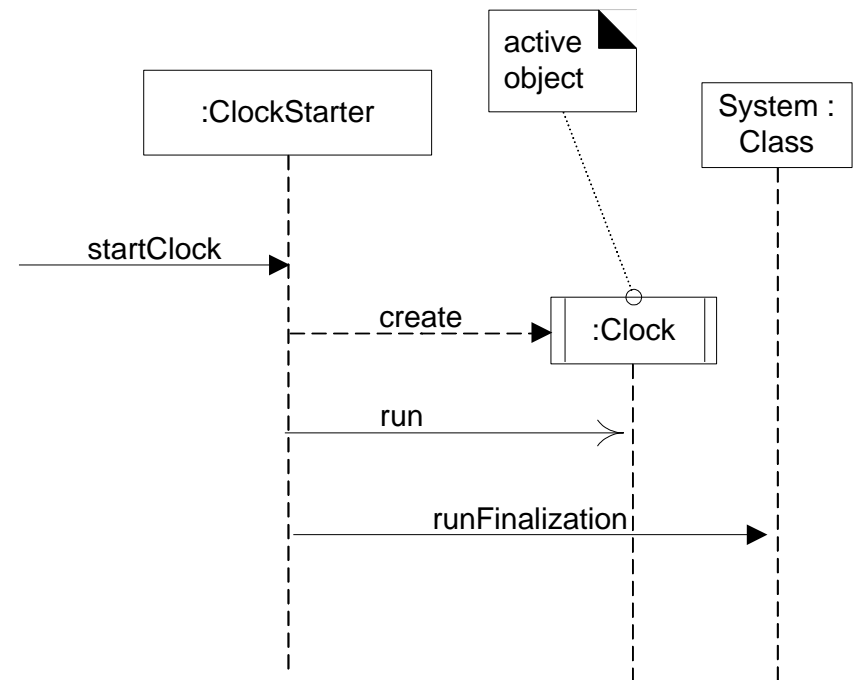 active
object
:ClockStarter
System :
Class
startClock
create
:Clock
run
runFinalization